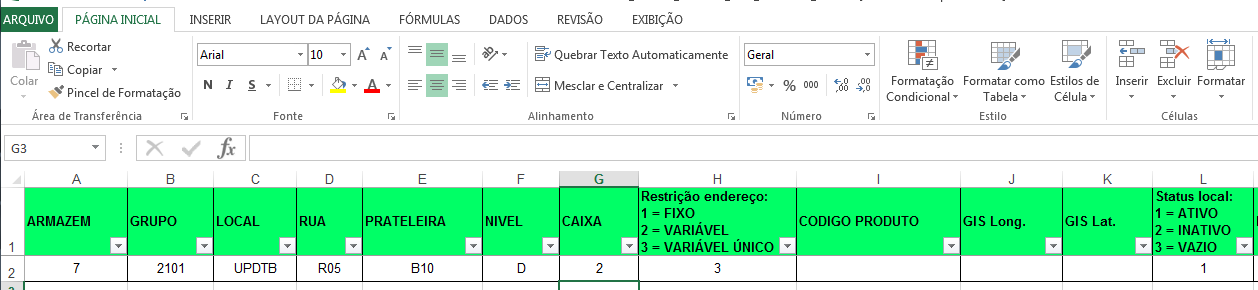 ARQUIVO PÁGINA INICIAL INSERIR LAYOUT DA PÁGINA FÓRMULAS DADOS REVISÃO EXIBIÇÃO
Colar
Recortar
Copiar
Pincel de Formatação
Área de Transferência
Arial 10 A A
N I S A
Fonte
Quebrar Texto Automaticamente
Mesclar e Centralizar
Alinhamento
Geral
% 000 ,00 ,0
Número
Formatação Condicional
Formatar como Tabela
Estilos de Célula
Estilo
Inserir Excluir Formatar
Células
G3 fx
A B C D E F G H I J K L
1
ARMAZEM
GRUPO
LOCAL
RUA
PRATELEIRA
NIVEL
CAIXA
Restrição endereço:
1 = FIXO
2 = VARIÁVEL
3 = VARIÁVEL ÚNICO
CODIGO PRODUTO
GIS Long.
GIS Lat.
Status local:
1 = ATIVO
2 = INATIVO
3 = VAZIO
2 7 2101 UPDTB R05 B10 D 2 3 1